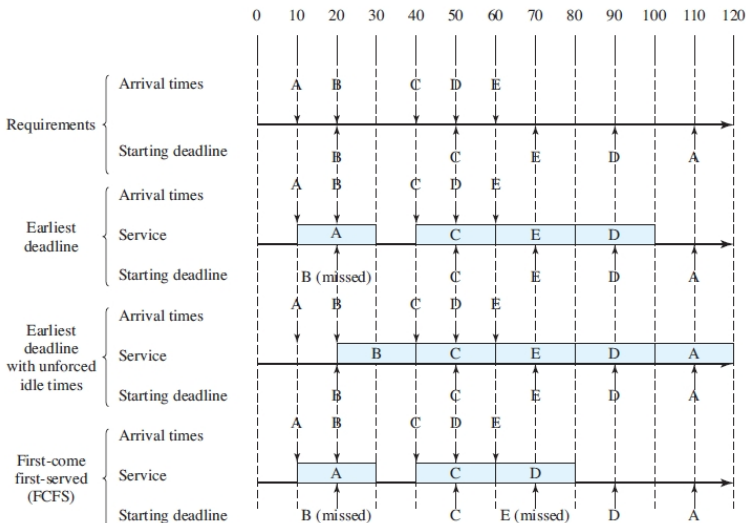 0 10 20 30 40 50 60 70 80 90 100 110 120
Arrival times A B C D E
Requirements
Starting deadline B C E D A
Arrival times A B C D E
Earliest
deadline
Service A C E D
Starting deadline B (missed) C E D A
Arrival times A B C D E
Earliest
deadline
with unforced
idle times
Service B C E D A
Starting deadline B C E D A
Arrival times A B C D E
First-come
first-served
(FCFS)
Service A C D
Starting deadline B (missed) C E (missed) D A